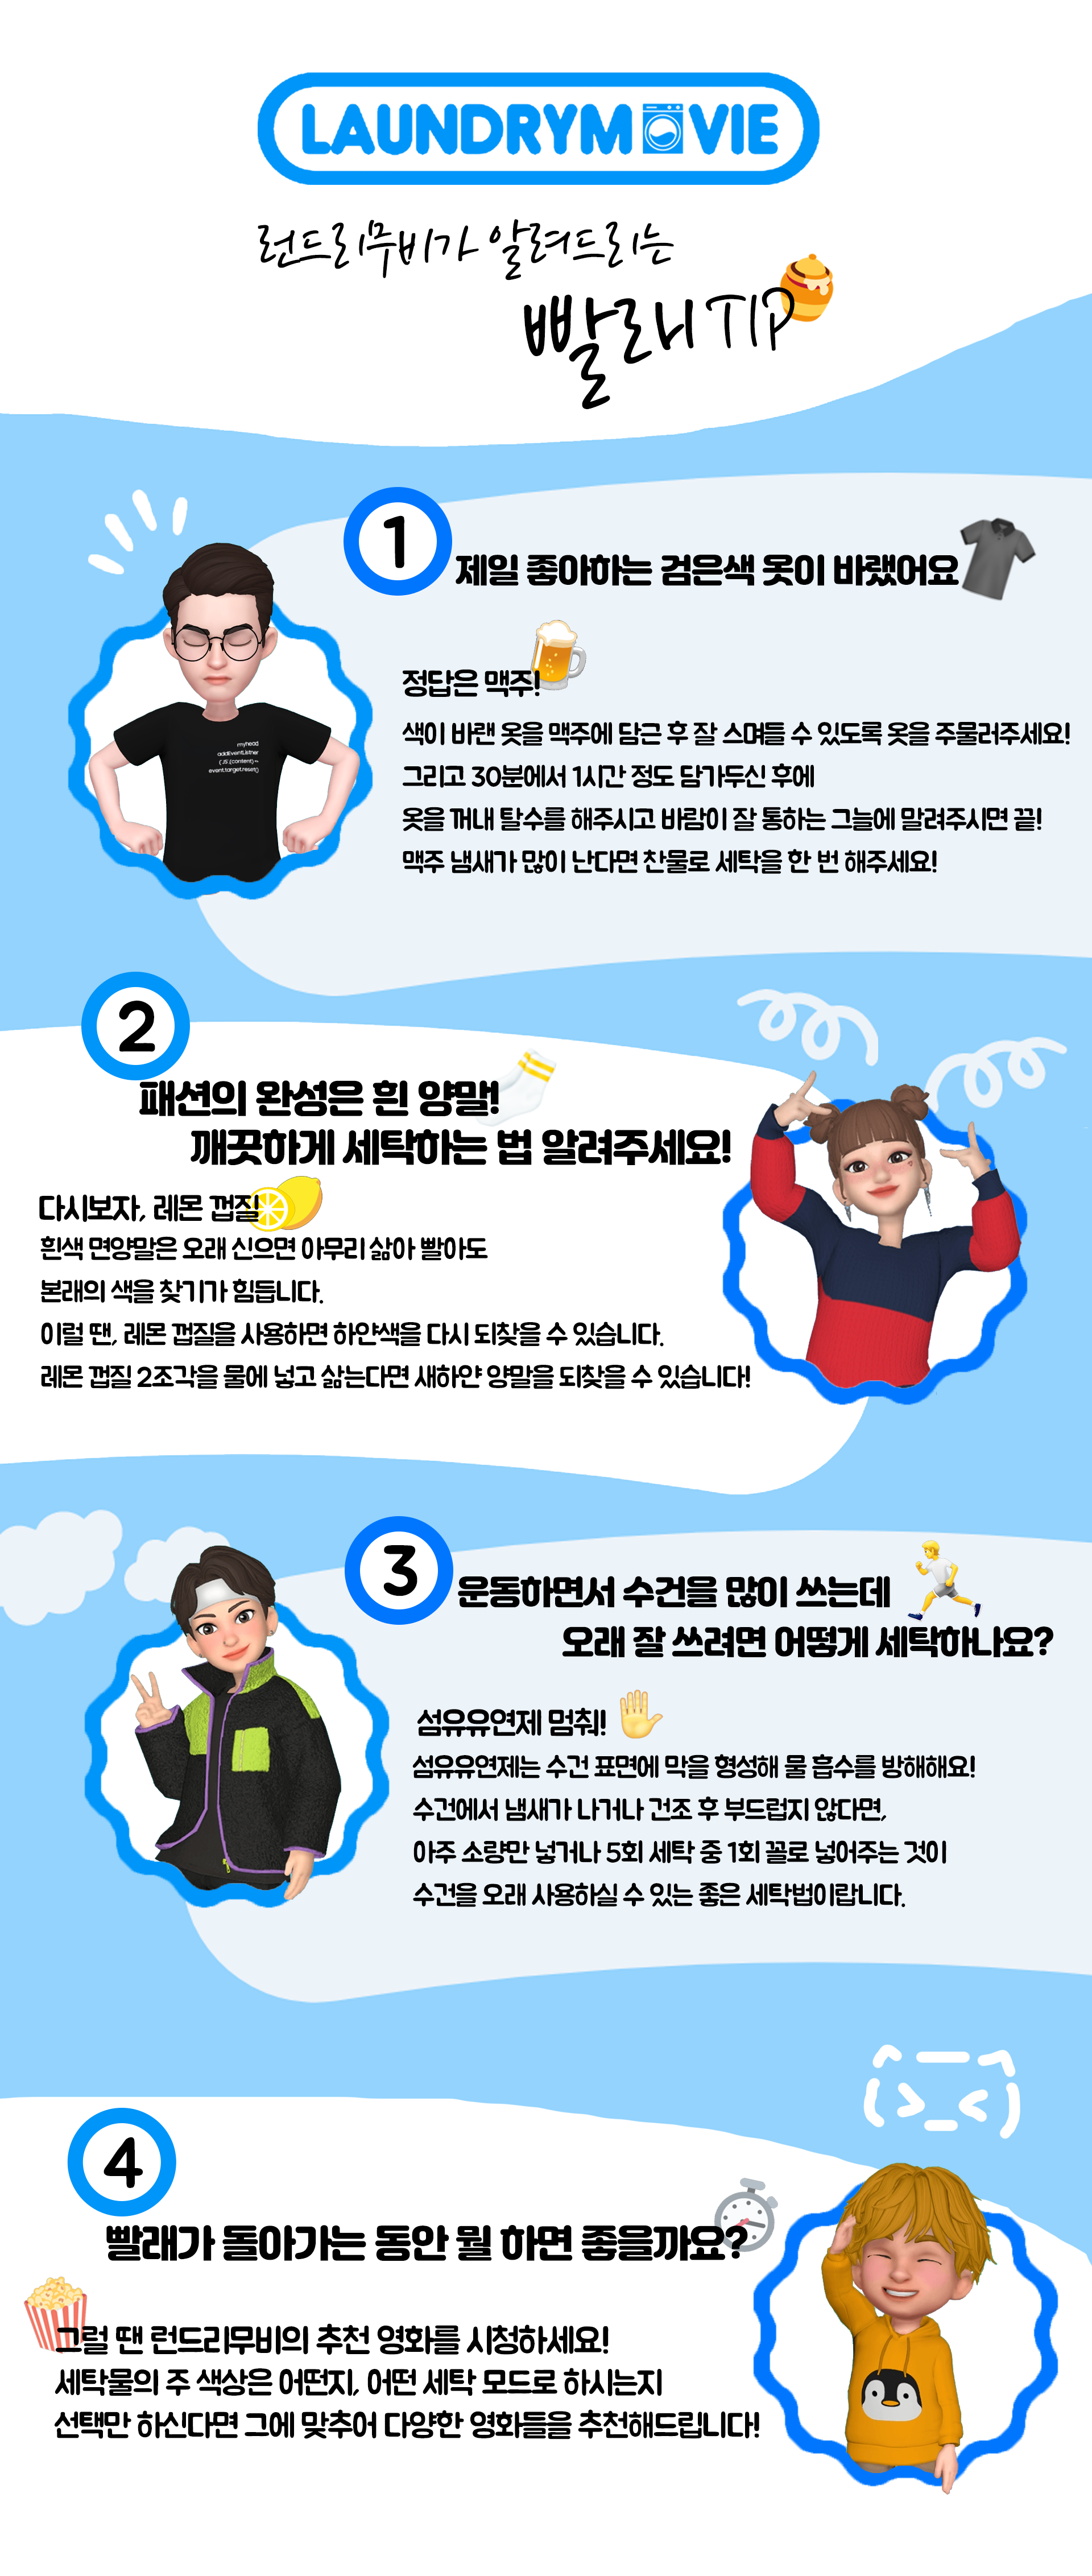 LAUNDRYMOVIE
런드리무비가 알려드리는
빨래 TIP
1
제일 좋아하는 검은색 옷이 바랬어요
정답은 맥주!
색이 바랜 옷을 맥주에 담근 후 잘 스며들 수 있도록 옷을 주물러주세요!
그리고 30분에서 1시간 정도 담가두신 후에
옷을 꺼내 탈수를 해주시고 바람이 잘 통하는 그늘에 말려주시면 끝!
맥주 냄새가 많이 난다면 찬물로 세탁을 한 번 해주세요!
myhead
addEventListner
(JS (content) =
event.target.reset()
2
패션의 완성은 흰 양말!
깨끗하게 세탁하는 법 알려주세요!
다시보자, 레몬 껍질
흰색 면양말은 오래 신으면 아무리 삶아 빨아도
본래의 색을 찾기가 힘듭니다.
이럴 땐, 레몬 껍질을 사용하면 하얀색을 다시 되찾을 수 있습니다.
레몬 껍질 2조각을 물에 넣고 삶는다면 새하얀 양말을 되찾을 수 있습니다!
3
운동하면서 수건을 많이 쓰는데
오래 잘 쓰려면 어떻게 세탁하나요?
섬유유연제 멈춰!
섬유유연제는 수건 표면에 막을 형성해 물 흡수를 방해해요!
수건에서 냄새가 나거나 건조 후 부드럽지 않다면,
아주 소량만 넣거나 5회 세탁 중 1회 꼴로 넣어주는 것이
수건을 오래 사용하실 수 있는 좋은 세탁법이랍니다.
4
빨래가 돌아가는 동안 뭘 하면 좋을까요?
그럴 땐 런드리무비의 추천 영화를 시청하세요!
세탁물의 주 색상은 어떤지, 어떤 세탁 모드로 하시는지
선택만 하신다면 그에 맞추어 다양한 영화들을 추천해드립니다!